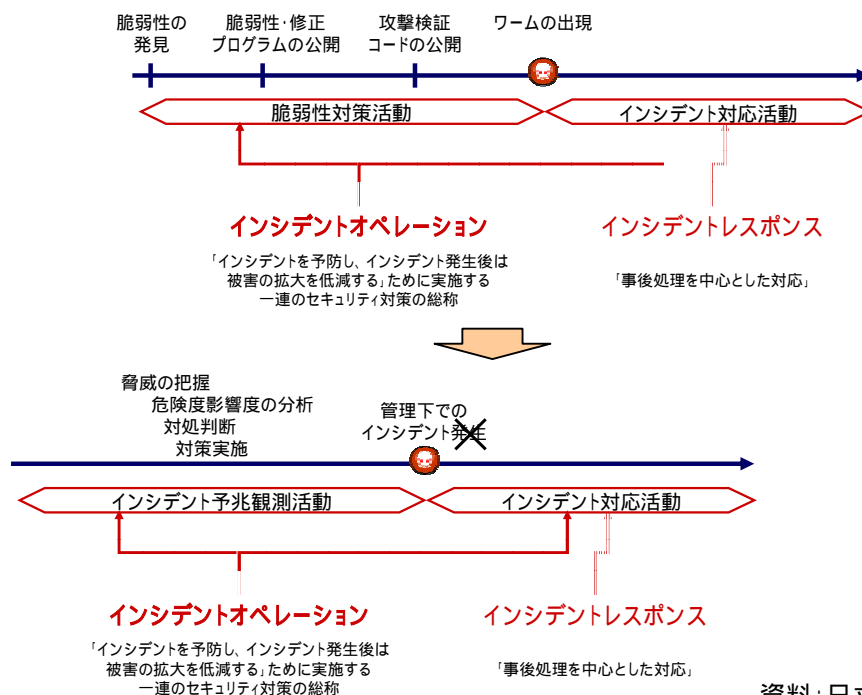 脆弱性の
発見
脆弱性・修正
プログラムの公開
攻撃検証
コードの公開
ワームの出現
脆弱性対策活動
インシデント対応活動
インシデントオペレーション
「インシデントを予防し、インシデント発生後は
被害の拡大を低減する」ために実施する
一連のセキュリティ対策の総称
インシデントレスポンス
「事後処理を中心とした対応」
脅威の把握
危険度影響度の分析
対処判断
対策実施
管理下での
インシデント発生
インシデント予兆観測活動
インシデント対応活動
インシデントオペレーション
「インシデントを予防し、インシデント発生後は
被害の拡大を低減する」ために実施する
一連のセキュリティ対策の総称
インシデントレスポンス
「事後処理を中心とした対応」